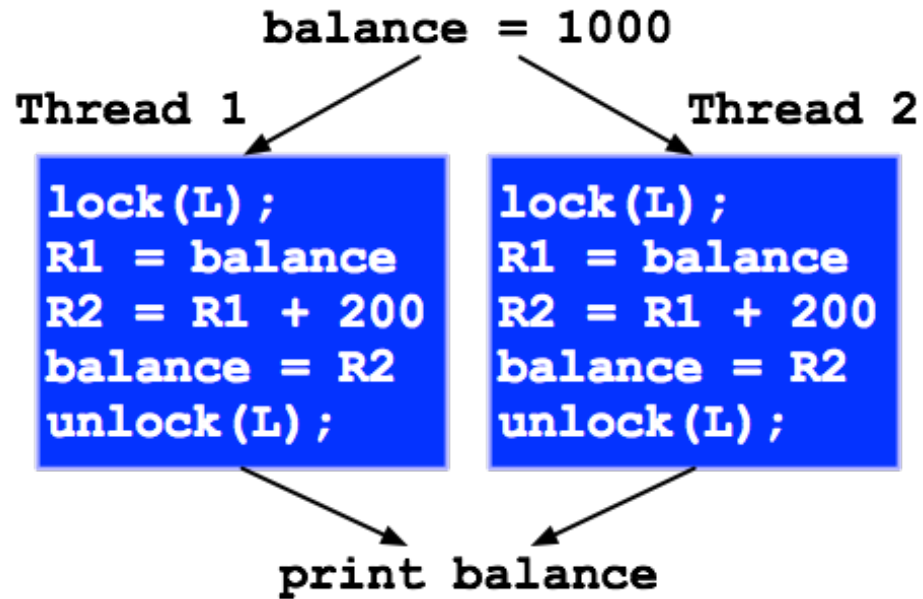 balance = 1000
Thread 1
Thread 2
lock(L);
R1 = balance
R2 = R1 + 200
balance = R2
unlock(L);
lock(L);
R1 = balance
R2 = R1 + 200
balance = R2
unlock(L);
print balance